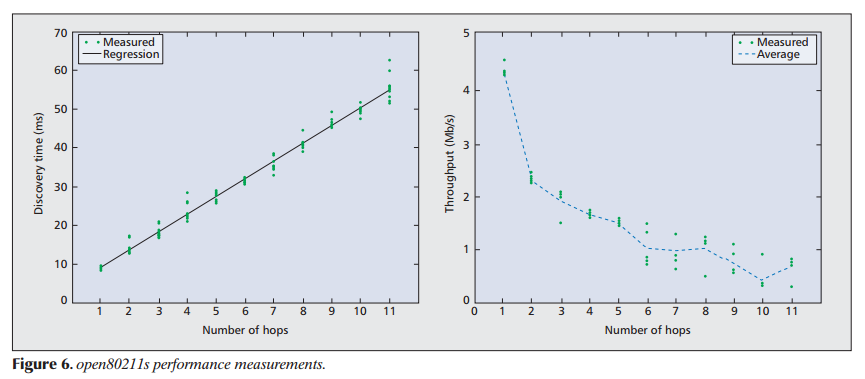 70
60
50
40
30
20
10
0
Discovery time (ms)
Measured
Regression
1 2 3 4 5 6 7 8 9 10 11
Number of hops
5
4
3
2
1
0
Throughput (Mb/s)
Measured
Average
0 1 2 3 4 5 6 7 8 9 10 11
Number of hops
Figure 6. open80211s performance measurements.